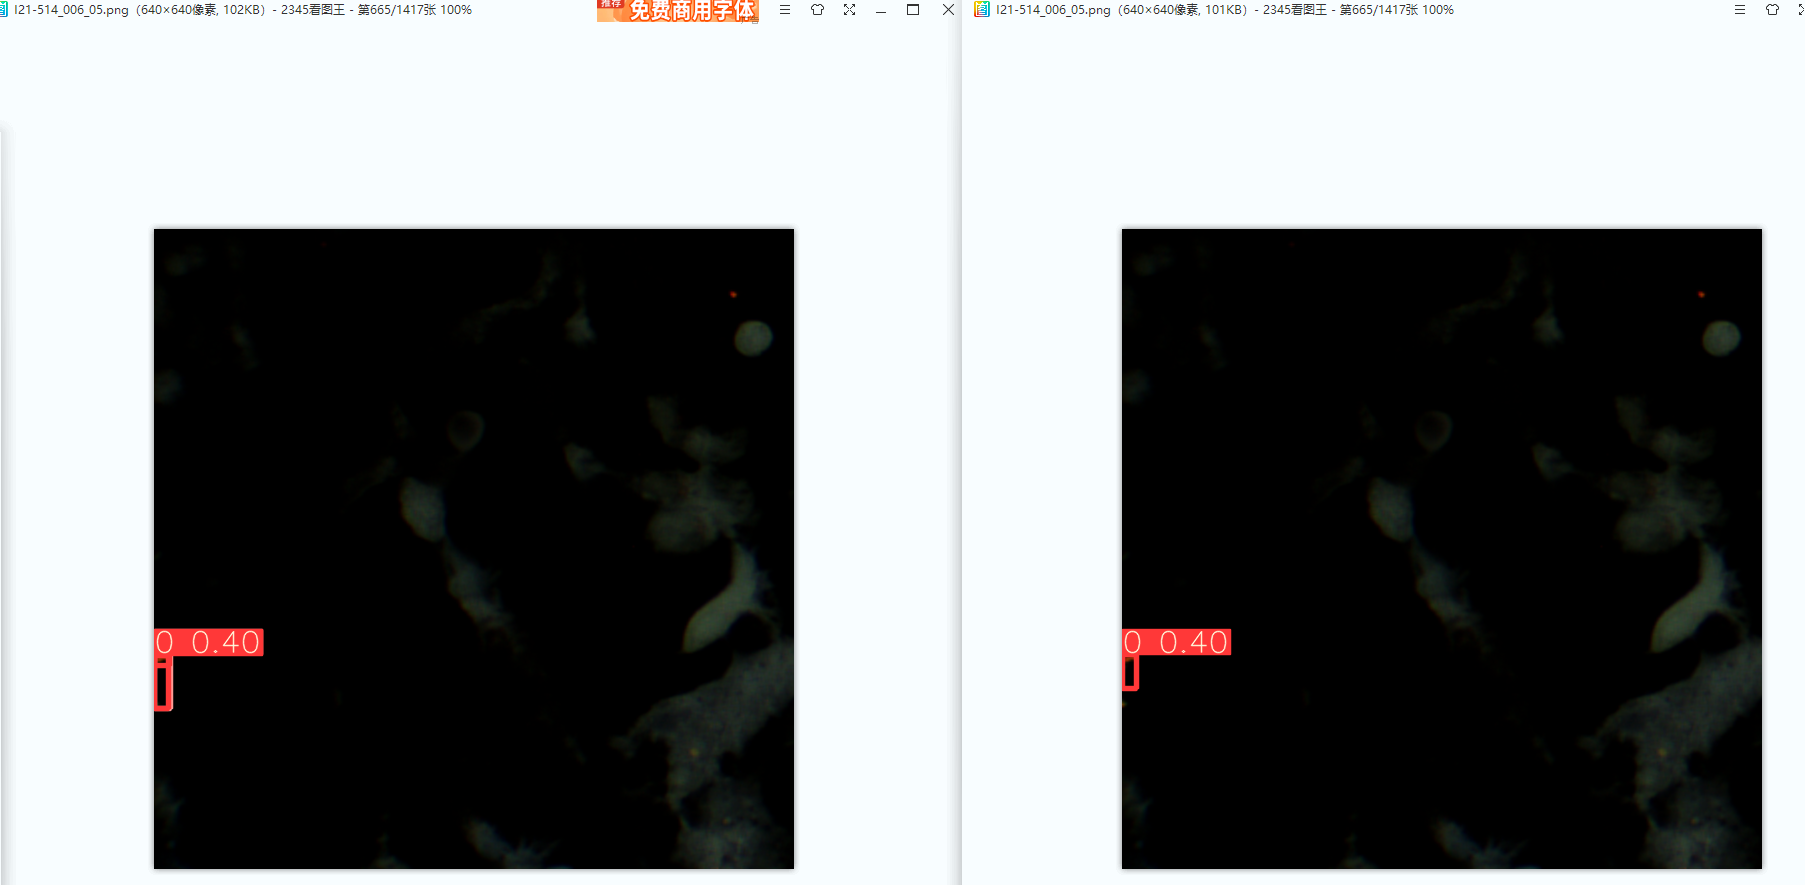 I21-514_006_05.png（640×640像素, 102KB）- 2345看图王 - 第665/1417张 100%
推荐
免费商用字体
I21-514_006_05.png（640×640像素, 101KB）- 2345看图王 - 第665/1417张 100%
0 0.40
0 0.40